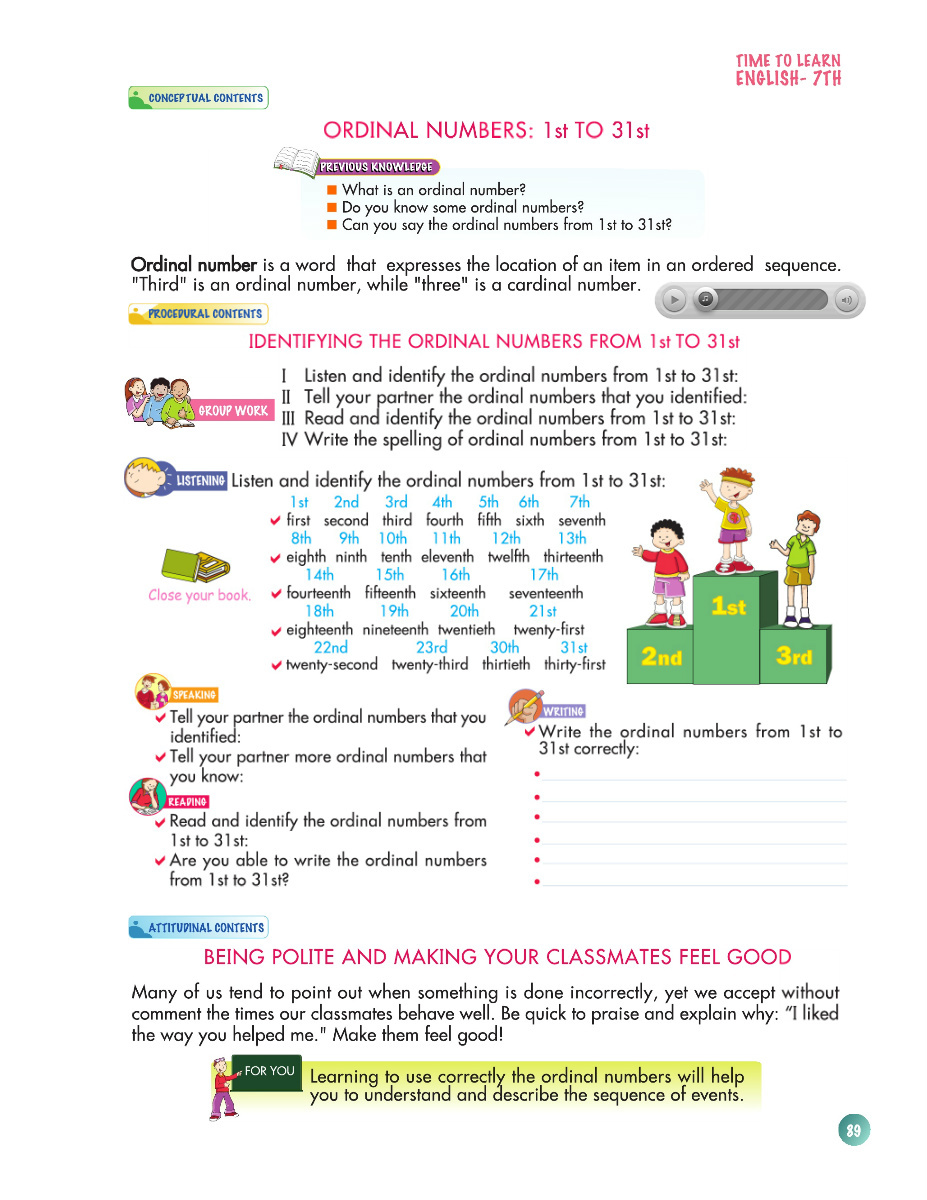 TIME TO LEARN
ENGLISH- 7TH
CONCEPTUAL CONTENTS
ORDINAL NUMBERS: 1st TO 31st
PREVIOUS KNOWLEDGE
What is an ordinal number?
Do you know some ordinal numbers?
Can you say the ordinal numbers from 1st to 31st?
Ordinal number is a word that expresses the location of an item in an ordered sequence.
"Third" is an ordinal number, while "three" is a cardinal number.
PROCEDURAL CONTENTS
IDENTIFYING THE ORDINAL NUMBERS FROM 1st TO 31st
GROUP WORK
I Listen and identify the ordinal numbers from 1st to 31st:
II Tell your partner the ordinal numbers that you identified:
III Read and identify the ordinal numbers from 1st to 31st:
IV Write the spelling of ordinal numbers from 1st to 31st:
LISTENING Listen and identify the ordinal numbers from 1st to 31st:
1st 2nd 3rd 4th 5th 6th 7th
first second third fourth fifth sixth seventh
8th 9th 10th 11th 12th 13th
eighth ninth tenth eleventh twelfth thirteenth
14th 15th 16th 17th
fourteenth fifteenth sixteenth seventeenth
18th 19th 20th 21st
eighteenth nineteenth twentieth twenty-first
22nd 23rd 30th 31st
twenty-second twenty-third thirtieth thirty-first
Close your book.
1st
2nd
3rd
SPEAKING
Tell your partner the ordinal numbers that you
identified:
Tell your partner more ordinal numbers that
you know:
READING
Read and identify the ordinal numbers from
1st to 31st:
Are you able to write the ordinal numbers
from 1st to 31st?
WRITING
Write the ordinal numbers from 1st to
31st correctly:
ATTITUDINAL CONTENTS
BEING POLITE AND MAKING YOUR CLASSMATES FEEL GOOD
Many of us tend to point out when something is done incorrectly, yet we accept without
comment the times our classmates behave well. Be quick to praise and explain why: “I liked
the way you helped me." Make them feel good!
FOR YOU
Learning to use correctly the ordinal numbers will help
you to understand and describe the sequence of events.
89